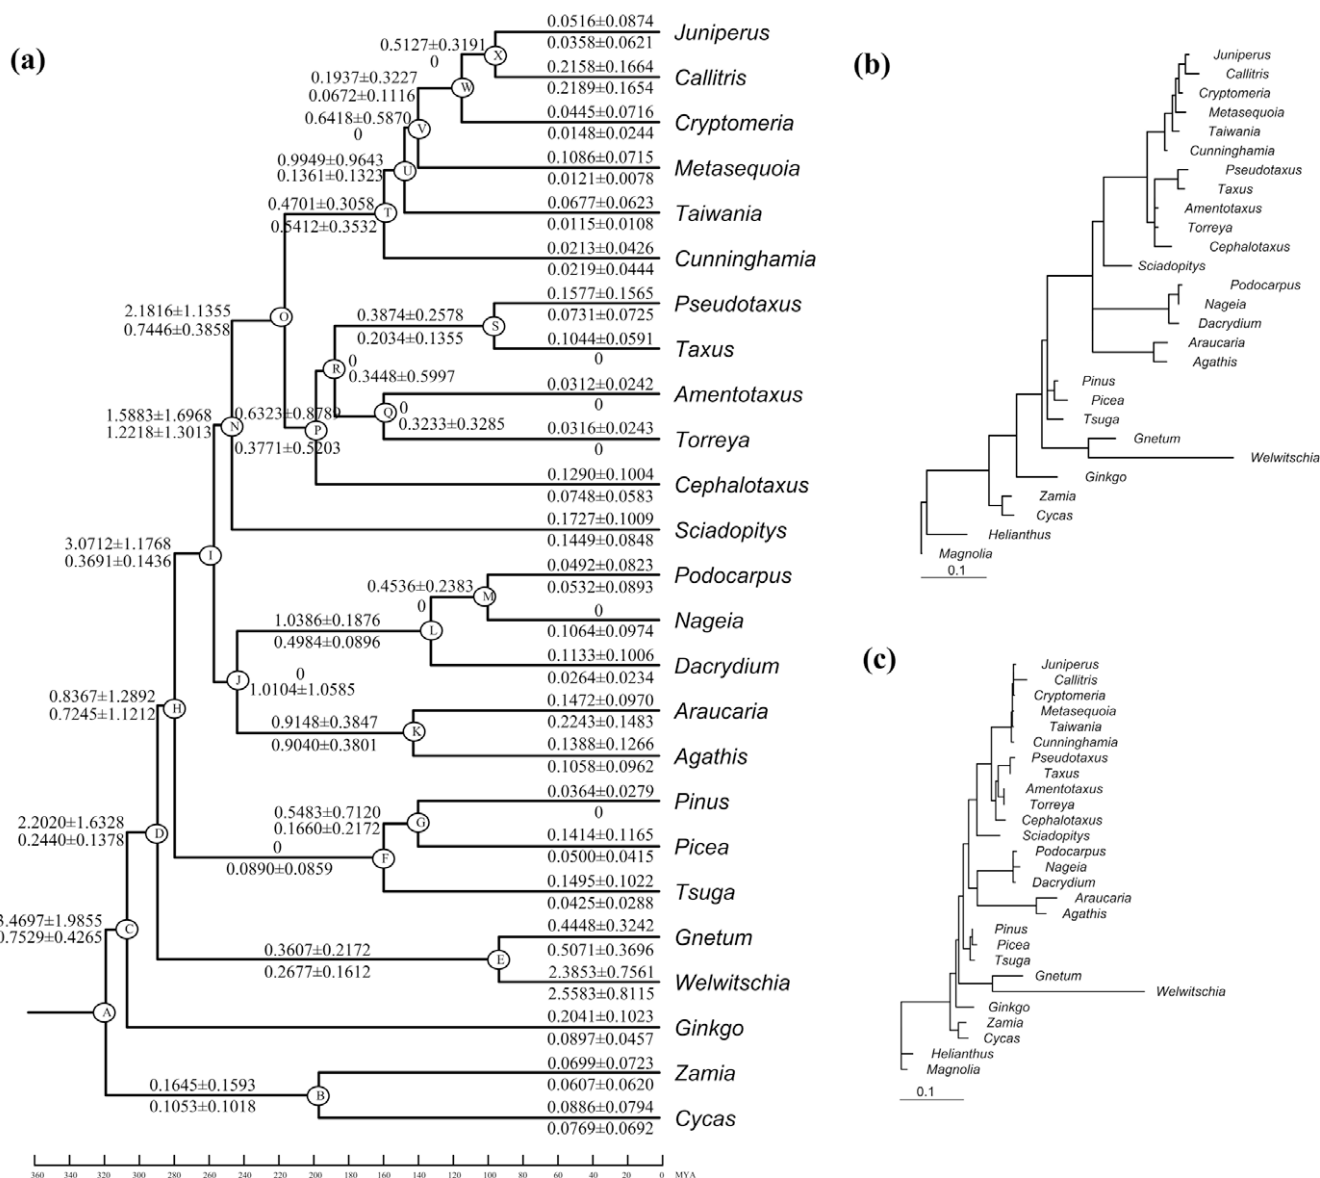 (a)
0.0516±0.0874
Juniperus
0.5127±0.3191
X
0.0358±0.0621
0
0.2158±0.1664
Callitris
0.1937±0.3227
W
0.2189±0.1654
0.0672±0.1116
0.0445±0.0716
Cryptomeria
0.6418±0.5870
V
0.0148±0.0244
0
0.9949±0.9643
0.1086±0.0715
Metasequoia
0.1361±0.1323
U
0.0121±0.0078
0.4701±0.3058
T
0.0677±0.0623
Taiwania
0.5412±0.3532
0.0115±0.0108
0.0213±0.0426
Cunninghamia
0.0219±0.0444
2.1816±1.1355
O
0.1577±0.1565
Pseudotaxus
0.7446±0.3858
0.3874±0.2578
S
0.0731±0.0725
0.2034±0.1355
0.1044±0.0591
Taxus
R
0
0
0.3448±0.5997
0.0312±0.0242
Amentotaxus
1.5883±1.6968
N
0.6323±0.8789
Q
0
0
1.2218±1.3013
P
0.3233±0.3285
0.0316±0.0243
Torreya
0.3771±0.5203
0
0.1290±0.1004
Cephalotaxus
0.0748±0.0583
0.1727±0.1009
Sciadopitys
3.0712±1.1768
I
0.1449±0.0848
0.3691±0.1436
0.0492±0.0823
Podocarpus
0.4536±0.2383
M
0.0532±0.0893
0
0
Nageia
1.0386±0.1876
L
0.1064±0.0974
0.4984±0.0896
0.1133±0.1006
Dacrydium
0
J
1.0104±1.0585
0.0264±0.0234
0.8367±1.2892
H
0.1472±0.0970
Araucaria
0.7245±1.1212
0.9148±0.3847
K
0.2243±0.1483
0.9040±0.3801
0.1388±0.1266
Agathis
0.1058±0.0962
0.0364±0.0279
Pinus
0.5483±0.7120
G
0
2.2020±1.6328
D
0.1660±0.2172
0.1414±0.1165
Picea
0.2440±0.1378
0
F
0.0500±0.0415
0.0890±0.0859
0.1495±0.1022
Tsuga
0.0425±0.0288
3.4697±1.9855
C
0.4448±0.3242
Gnetum
0.7529±0.4265
0.3607±0.2172
E
0.5071±0.3696
0.2677±0.1612
2.3853±0.7561
Welwitschia
2.5583±0.8115
A
0.2041±0.1023
Ginkgo
0.0897±0.0457
0.0699±0.0723
Zamia
0.1645±0.1593
B
0.0607±0.0620
0.1053±0.1018
0.0886±0.0794
Cycas
0.0769±0.0692
360 340 320 300 280 260 240 220 200 180 160 140 120 100 80 60 40 20 0 MYA
(b)
Juniperus
Callitris
Cryptomeria
Metasequoia
Taiwania
Cunninghamia
Pseudotaxus
Taxus
Amentotaxus
Torreya
Cephalotaxus
Sciadopitys
Podocarpus
Nageia
Dacrydium
Araucaria
Agathis
Pinus
Picea
Tsuga
Gnetum
Welwitschia
Ginkgo
Zamia
Cycas
Helianthus
Magnolia
0.1
(c)
Juniperus
Callitris
Cryptomeria
Metasequoia
Taiwania
Cunninghamia
Pseudotaxus
Taxus
Amentotaxus
Torreya
Cephalotaxus
Sciadopitys
Podocarpus
Nageia
Dacrydium
Araucaria
Agathis
Pinus
Picea
Tsuga
Gnetum
Welwitschia
Ginkgo
Zamia
Cycas
Helianthus
Magnolia
0.1